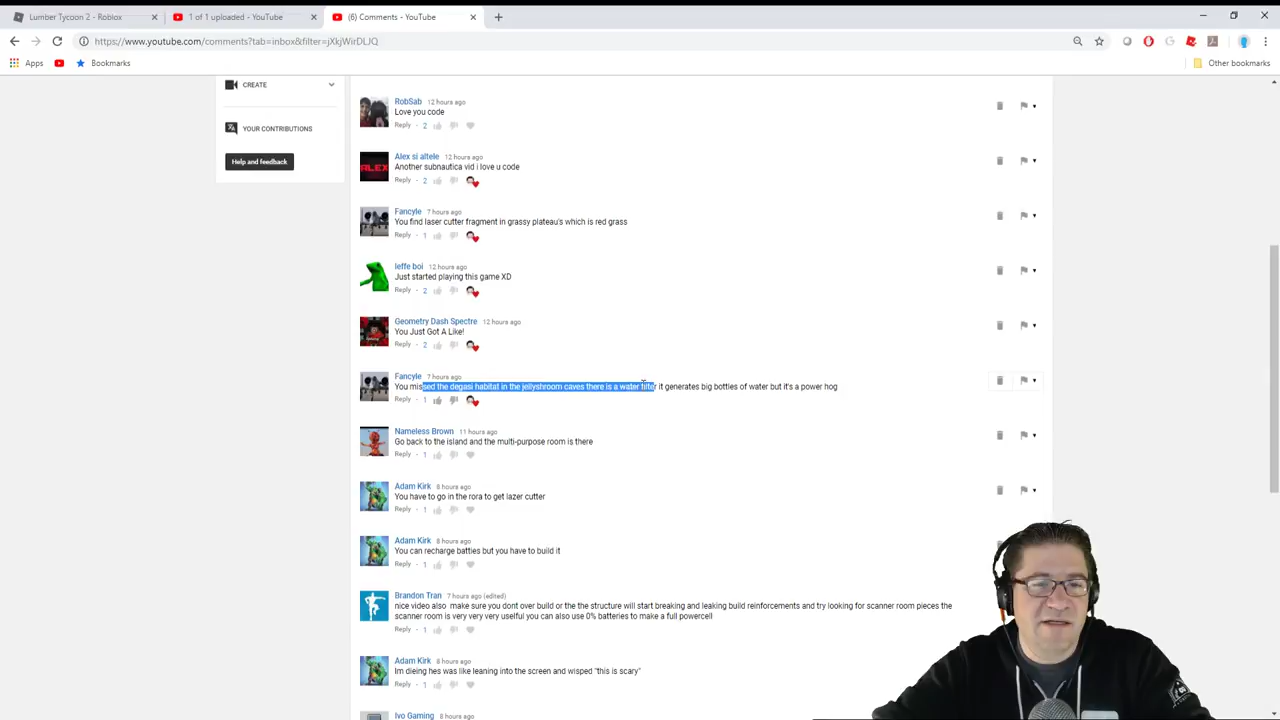 Lumber Tycoon 2 - Roblox
1 of 1 uploaded - YouTube
(6) Comments - YouTube
https://www.youtube.com/comments?tab=inbox&filter=jXkjWirDLJQ
Apps
Bookmarks
Other bookmarks
CREATE
YOUR CONTRIBUTIONS
Help and feedback
RobSab 12 hours ago
Love you code
Reply · 2
ALEX
Alex si altele 12 hours ago
Another subnautica vid i love u code
Reply · 2
Fancyle 7 hours ago
You find laser cutter fragment in grassy plateau's which is red grass
Reply · 1
leffe boi 12 hours ago
Just started playing this game XD
Reply · 2
Geometry Dash Spectre 12 hours ago
You Just Got A Like!
Reply · 2
Fancyle 7 hours ago
You missed the degasi habitat in the jellyshroom caves there is a water filter it generates big bottles of water but it's a power hog
Reply · 1
Nameless Brown 11 hours ago
Go back to the island and the multi-purpose room is there
Reply · 1
Adam Kirk 8 hours ago
You have to go in the rora to get lazer cutter
Reply · 1
Adam Kirk 8 hours ago
You can recharge batties but you have to build it
Reply · 1
Brandon Tran 7 hours ago (edited)
nice video also make sure you dont over build or the the structure will start breaking and leaking build reinforcements and try looking for scanner room pieces the
scanner room is very very very uselful you can also use 0% batteries to make a full powercell
Reply · 1
Adam Kirk 8 hours ago
Im dieing hes was like leaning into the screen and wisped "this is scary"
Reply · 1
Ivo Gaming 8 hours ago